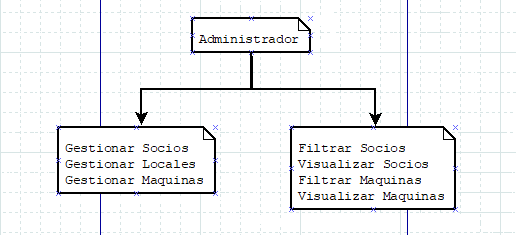 Administrador
Gestionar Socios
Gestionar Locales
Gestionar Maquinas
Filtrar Socios
Visualizar Socios
Filtrar Maquinas
Visualizar Maquinas